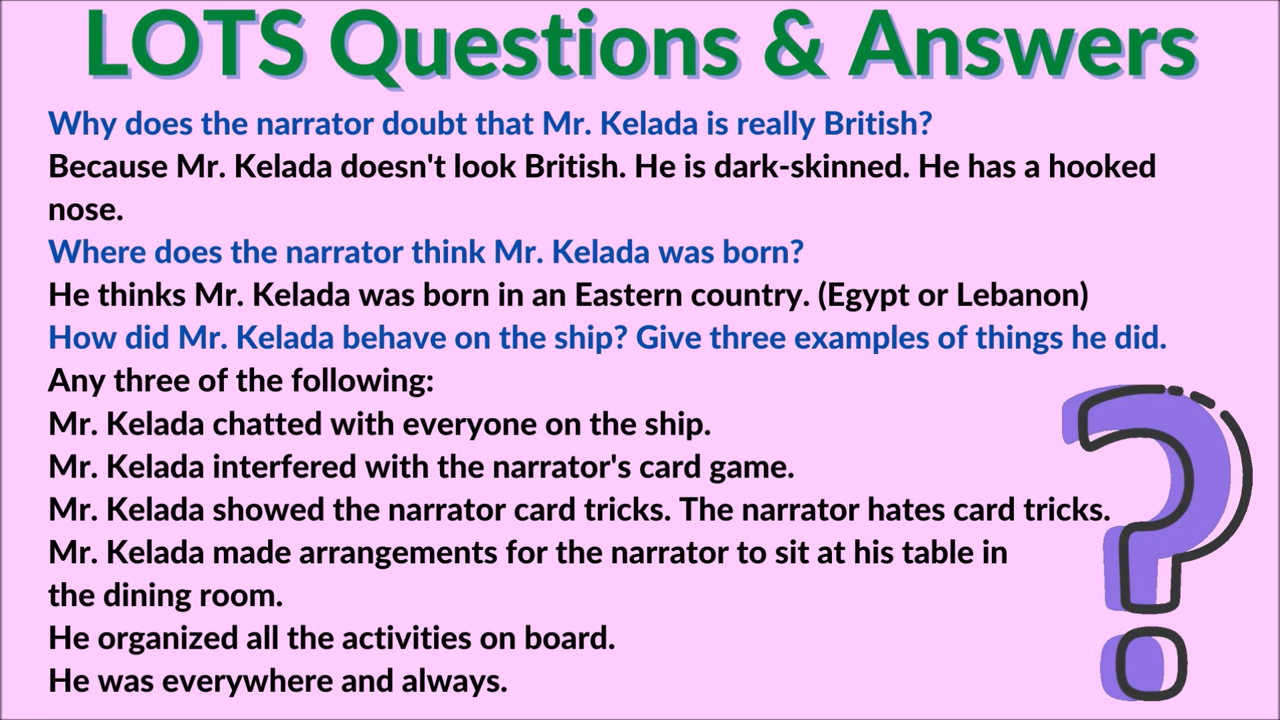 LOTS Questions & Answers
Why does the narrator doubt that Mr. Kelada is really British?
Because Mr. Kelada doesn't look British. He is dark-skinned. He has a hooked
nose.
Where does the narrator think Mr. Kelada was born?
He thinks Mr. Kelada was born in an Eastern country. (Egypt or Lebanon)
How did Mr. Kelada behave on the ship? Give three examples of things he did.
Any three of the following:
Mr. Kelada chatted with everyone on the ship.
Mr. Kelada interfered with the narrator's card game.
Mr. Kelada showed the narrator card tricks. The narrator hates card tricks.
Mr. Kelada made arrangements for the narrator to sit at his table in
the dining room.
He organized all the activities on board.
He was everywhere and always.